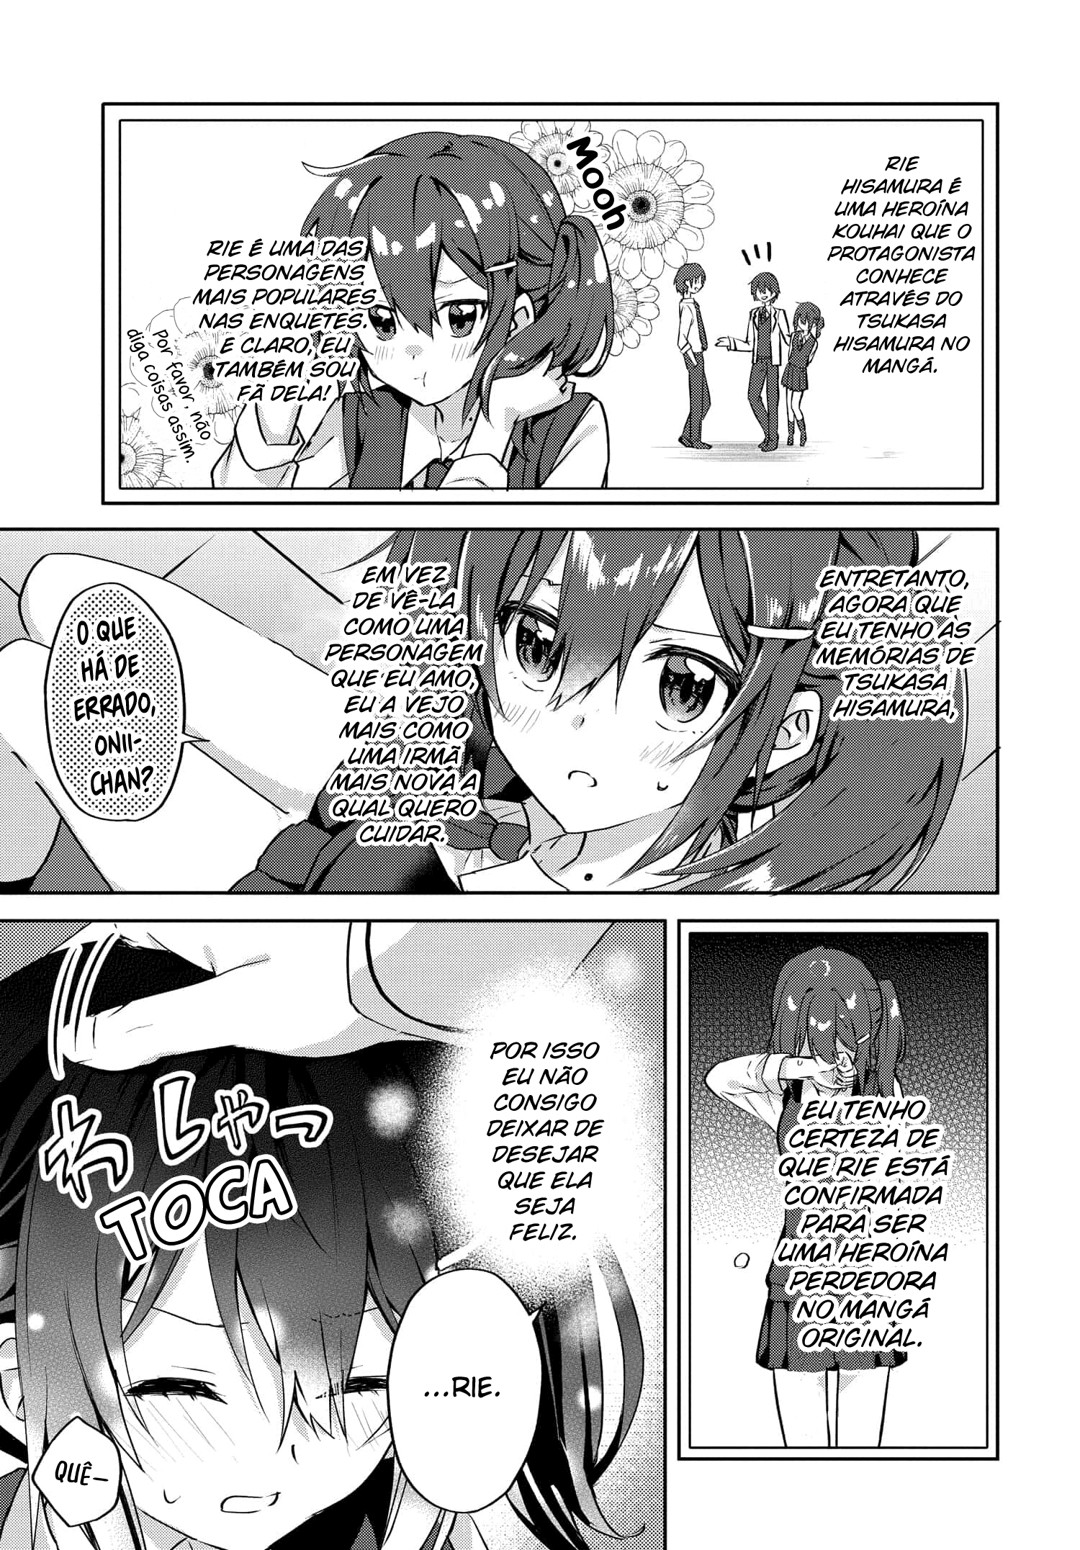 RIE
HISAMURA É
UMA HEROÍNA
KOUHAI QUE O
PROTAGONISTA
CONHECE
ATRAVÉS DO
TSUKASA
HISAMURA NO
MANGÁ.
Mooh
RIE É UMA DAS
PERSONAGENS
MAIS POPULARES
NAS ENQUETES.
E CLARO, EU
TAMBÉM SOU
FÃ DELA!
Por favor, não
diga coisas assim.
ENTRETANTO,
AGORA QUE
EU TENHO ÀS
MEMÓRIAS DE
TSUKASA
HISAMURA,
EM VEZ
DE VÊ-LA
COMO UMA
PERSONAGEM
QUE EU AMO,
EU A VEJO
MAIS COMO
UMA IRMÃ
MAIS NOVA A
QUAL QUERO
CUIDAR.
O QUE
HÁ DE
ERRADO,
ONII-
CHAN?
EU TENHO
CERTEZA DE
QUE RIE ESTÁ
CONFIRMADA
PARA SER
UMA HEROÍNA
PERDEDORA
NO MANGÁ
ORIGINAL.
POR ISSO
EU NÃO
CONSIGO
DEIXAR DE
DESEJAR
QUE ELA
SEJA
FELIZ.
わしゃっ
TOCA
...RIE.
QUÊ-